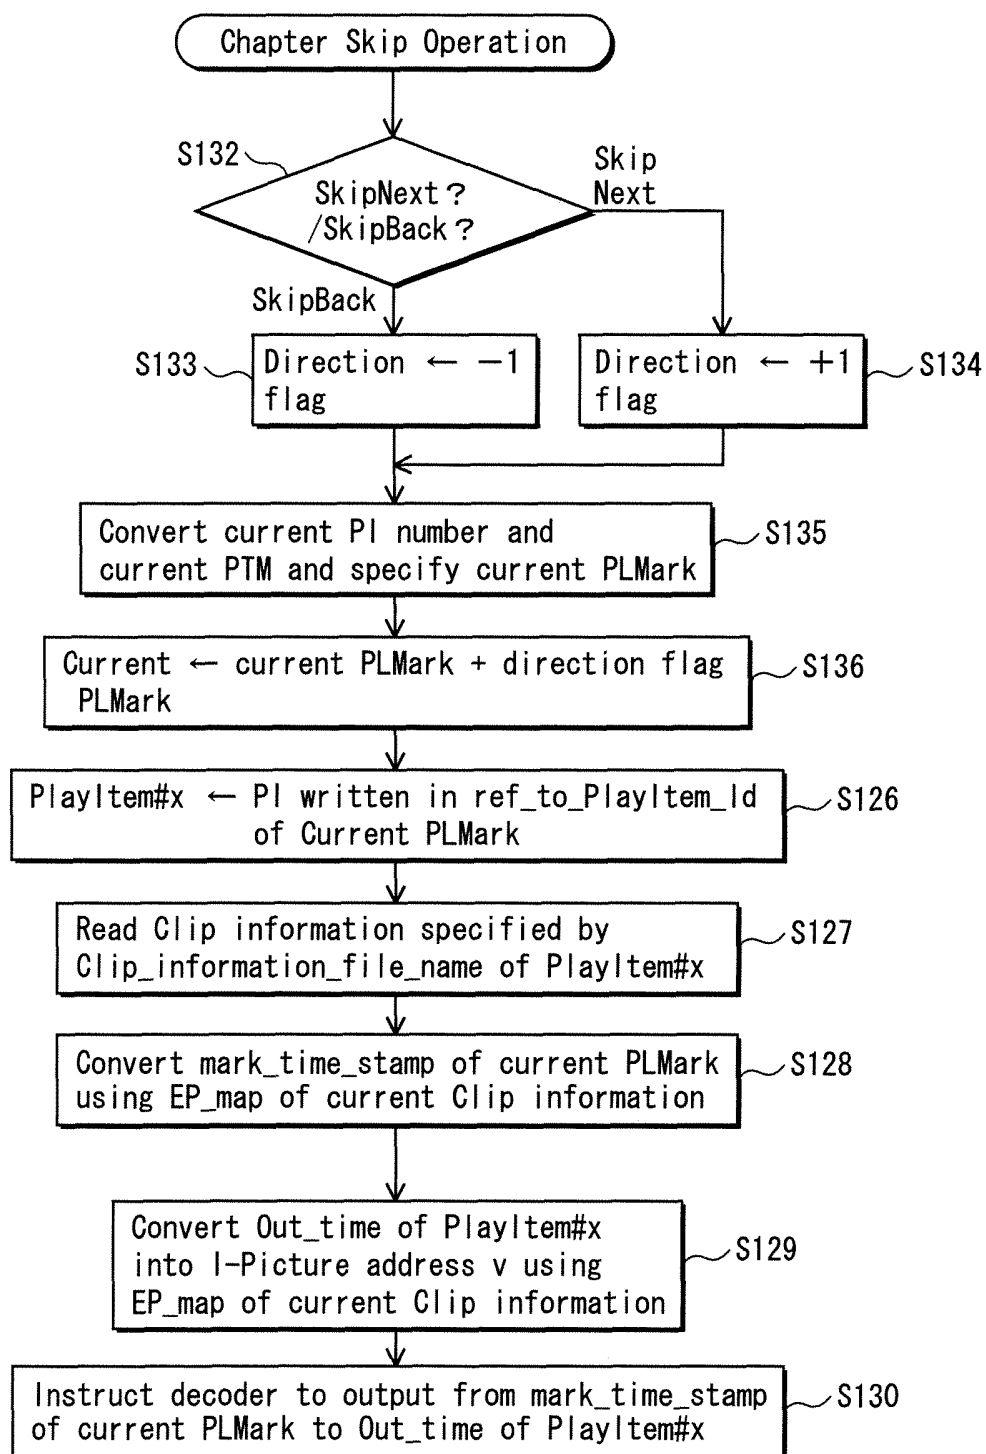 Chapter Skip Operation
S132
SkipNext?
/SkipBack?
Skip
Next
SkipBack
S133
Direction ← −1
flag
Direction ← +1
flag
S134
Convert current PI number and
current PTM and specify current PLMark
S135
Current ← current PLMark + direction flag
PLMark
S136
PlayItem#x ← PI written in ref_to_PlayItem_Id
of Current PLMark
S126
Read Clip information specified by
Clip_information_file_name of PlayItem#x
S127
Convert mark_time_stamp of current PLMark
using EP_map of current Clip information
S128
Convert Out_time of PlayItem#x
into I-Picture address v using
EP_map of current Clip information
S129
Instruct decoder to output from mark_time_stamp
of current PLMark to Out_time of PlayItem#x
S130